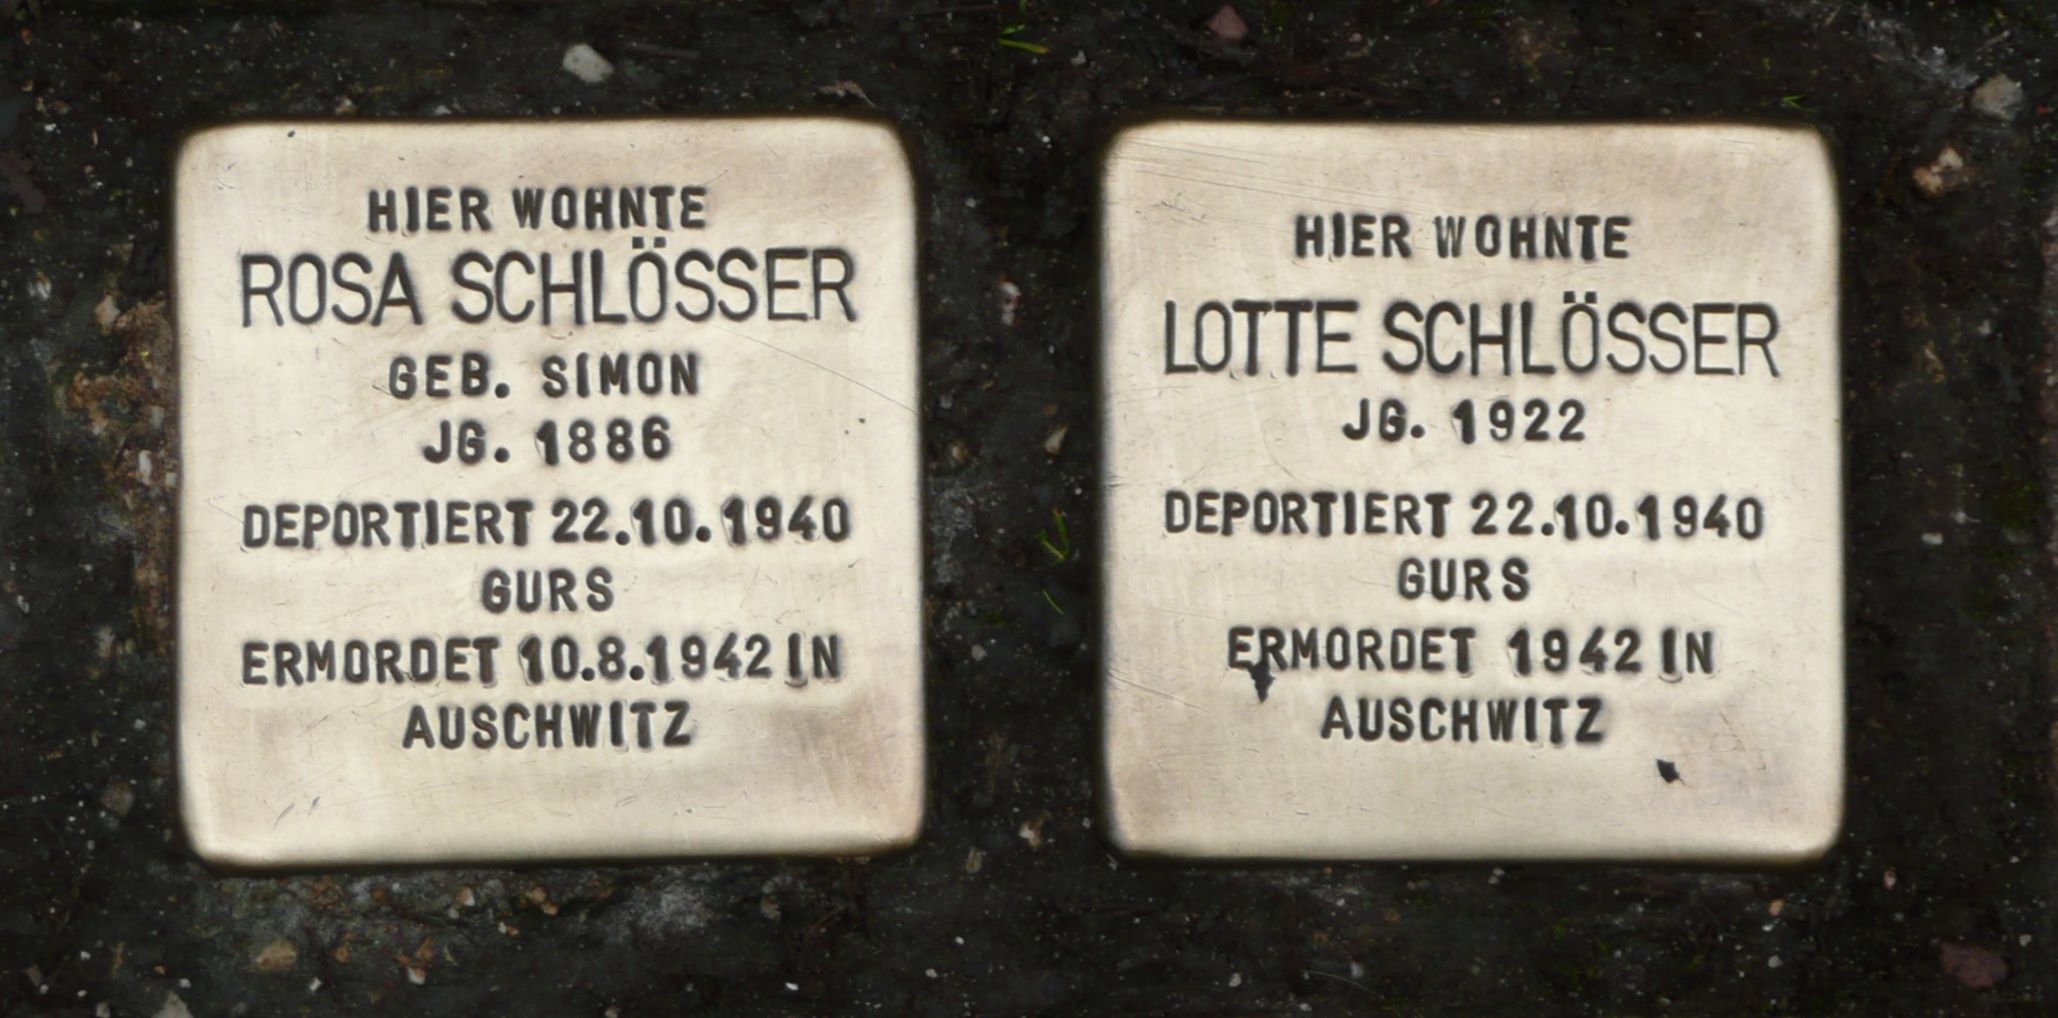 HIER WOHNTE
ROSA SCHLÖSSER
GEB. SIMON
JG. 1886
DEPORTIERT 22.10.1940
GURS
ERMORDET 10.8.1942 IN
AUSCHWITZ
HIER WOHNTE
LOTTE SCHLÖSSER
JG. 1922
DEPORTIERT 22.10.1940
GURS
ERMORDET 1942 IN
AUSCHWITZ